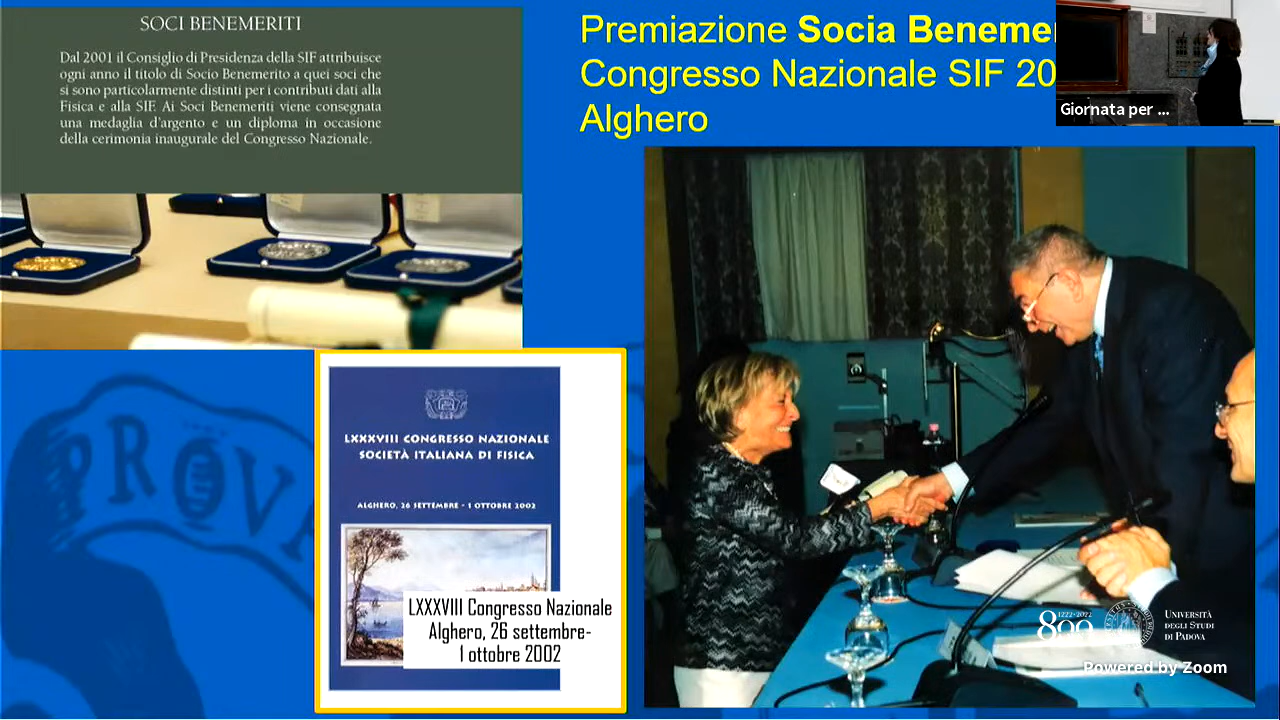 SOCI BENEMERITI
Dal 2001 il Consiglio di Presidenza della SIF attribuisce
ogni anno il titolo di Socio Benemerito a quei soci che
si sono particolarmente distinti per i contributi dati alla
Fisica e alla SIF. Ai Soci Benemeriti viene consegnata
una medaglia d'argento e un diploma in occasione
della cerimonia inaugurale del Congresso Nazionale.
Premiazione Socia Beneme
Congresso Nazionale SIF 20
Alghero
Giornata per ...
PROV
LXXXVIII CONGRESSO NAZIONALE
SOCIETÀ ITALIANA DI FISICA
ALGHERO, 26 SETTEMBRE - 1 OTTOBRE 2002
LXXXVIII Congresso Nazionale
Alghero, 26 settembre-
1 ottobre 2002
1222·2022
800
UNIVERSITÀ
DEGLI STUDI
DI PADOVA
Powered by Zoom